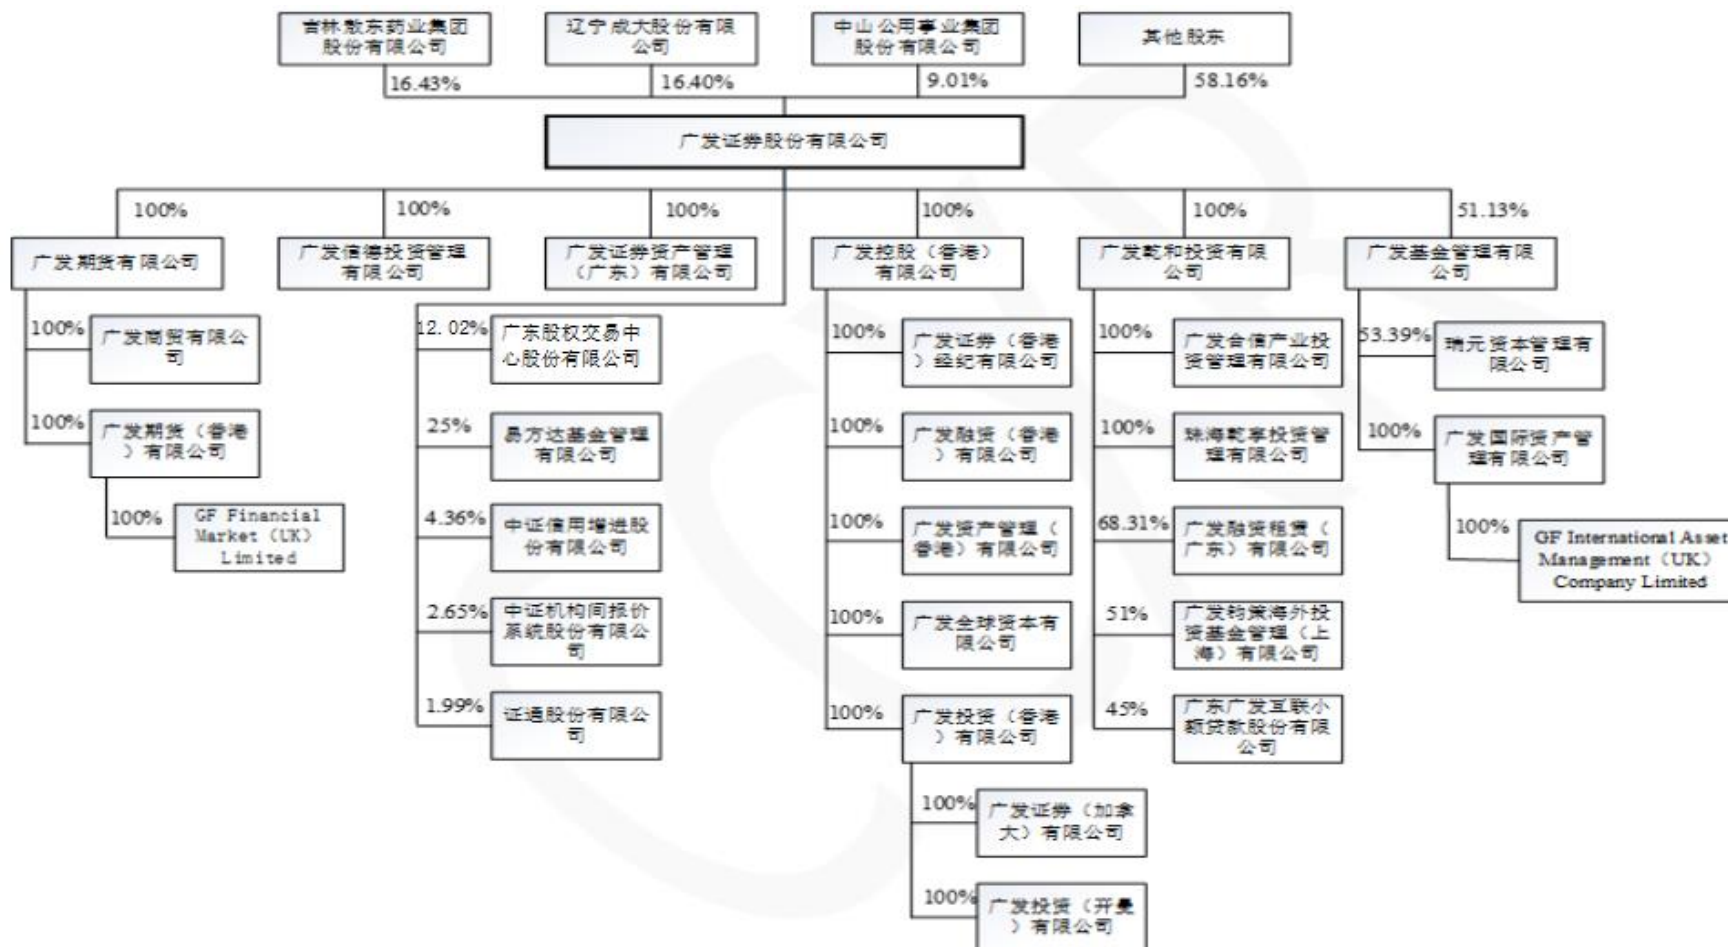 吉林敖东药业集团
股份有限公司
辽宁成大股份有限
公司
中山公用事业集团
股份有限公司
其他股东
16.43%
16.40%
9.01%
58.16%
广发证券股份有限公司
100%
100%
100%
100%
100%
51.13%
广发期货有限公司
广发信德投资管理
有限公司
广发证券资产管理
（广东）有限公司
广发控股（香港）
有限公司
广发乾和投资有限
公司
广发基金管理有限
公司
100%
广发商贸有限公
司
100%
广发期货（香港
）有限公司
100%
GF Financial
Market（UK）
Limited
12.02%
广东股权交易中
心股份有限公司
25%
易方达基金管理
有限公司
4.36%
中证信用增进股
份有限公司
2.65%
中证机构间报价
系统股份有限公
司
1.99%
证通股份有限公
司
100%
广发证券（香港
）经纪有限公司
100%
广发融资（香港
）有限公司
100%
广发资产管理（
香港）有限公司
100%
广发全球资本有
限公司
100%
广发投资（香港
）有限公司
100%
广发证券（加拿
大）有限公司
100%
广发投资（开曼
）有限公司
100%
广发合信产业投
资管理有限公司
100%
珠海乾亨投资管
理有限公司
68.31%
广发融资租赁（
广东）有限公司
51%
广发钧策海外投
资基金管理（上
海）有限公司
45%
广东广发互联小
额贷款股份有限
公司
53.39%
瑞元资本管理有
限公司
100%
广发国际资产管
理有限公司
100%
GF International Asset
Management（UK）
Company Limited